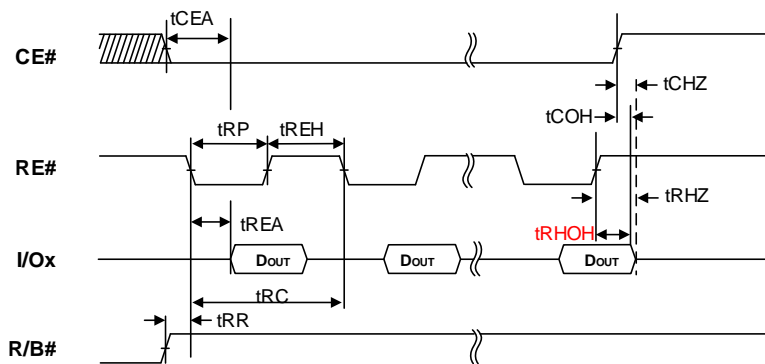 tCEA
CE#
tCHZ
tCOH
tRP
tREH
RE#
tRHZ
tREA
tRHOH
I/Ox
DOUT
DOUT
DOUT
tRC
tRR
R/B#